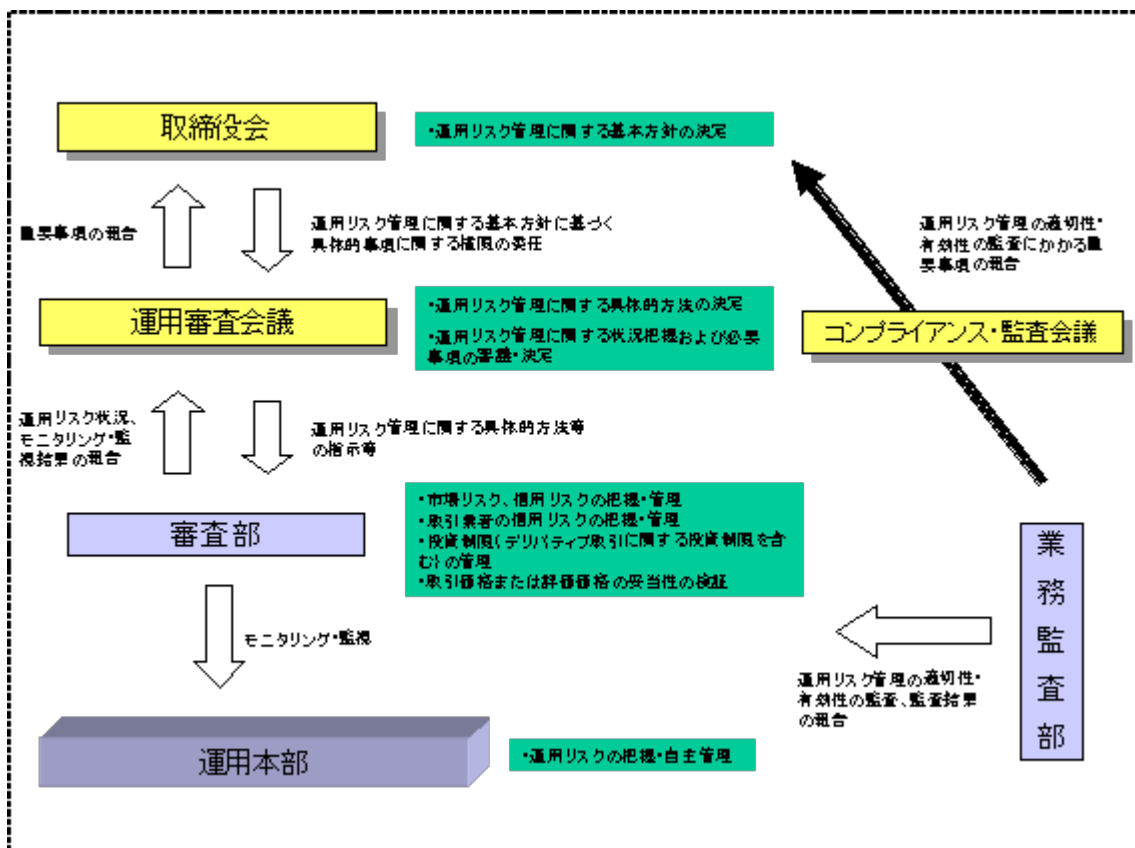 取締役会
・運用リスク管理に関する基本方針の決定
重要事項の報告
運用リスク管理に関する基本方針に基づく
具体的事項に関する権限の委任
運用リスク管理の適切性・
有効性の監査にかかる重
要事項の報告
運用審査会議
・運用リスク管理に関する具体的方法の決定
・運用リスク管理に関する状況把握および必要
事項の審議・決定
コンプライアンス・監査会議
運用リスク状況、
モニタリング・監
視結果の報告
運用リスク管理に関する具体的方法等
の指示等
審査部
・市場リスク、信用リスクの把握・管理
・取引業者の信用リスクの把握・管理
・投資制限(デリバティブ取引に関する投資制限を含
む)の管理
・取引価格または評価価格の妥当性の検証
業務監査部
モニタリング・監視
運用リスク管理の適切性・
有効性の監査、監査結果
の報告
運用本部
・運用リスクの把握・自主管理